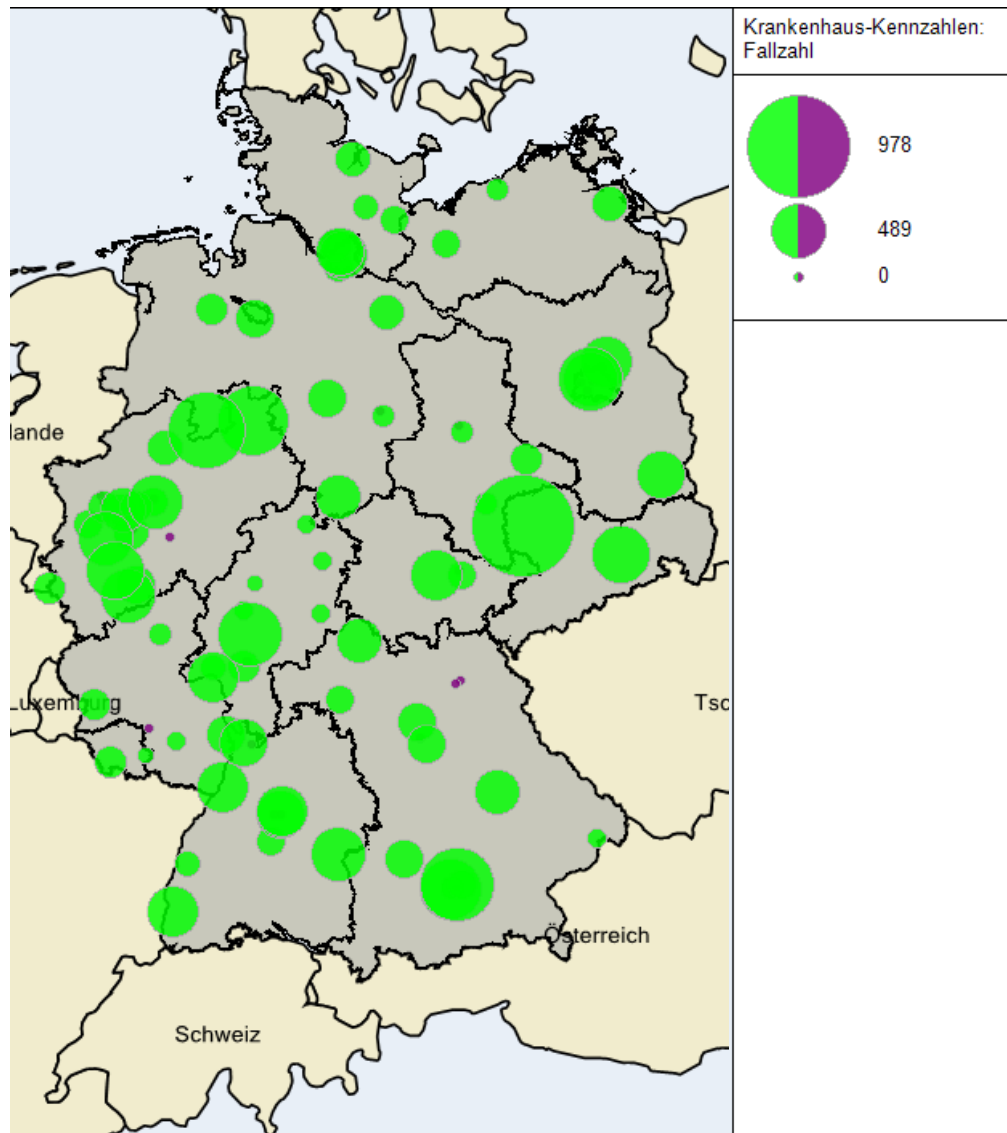 Krankenhaus-Kennzahlen:
Fallzahl
978
489
0
lande
Luxemburg
Tsc
Österreich
Schweiz